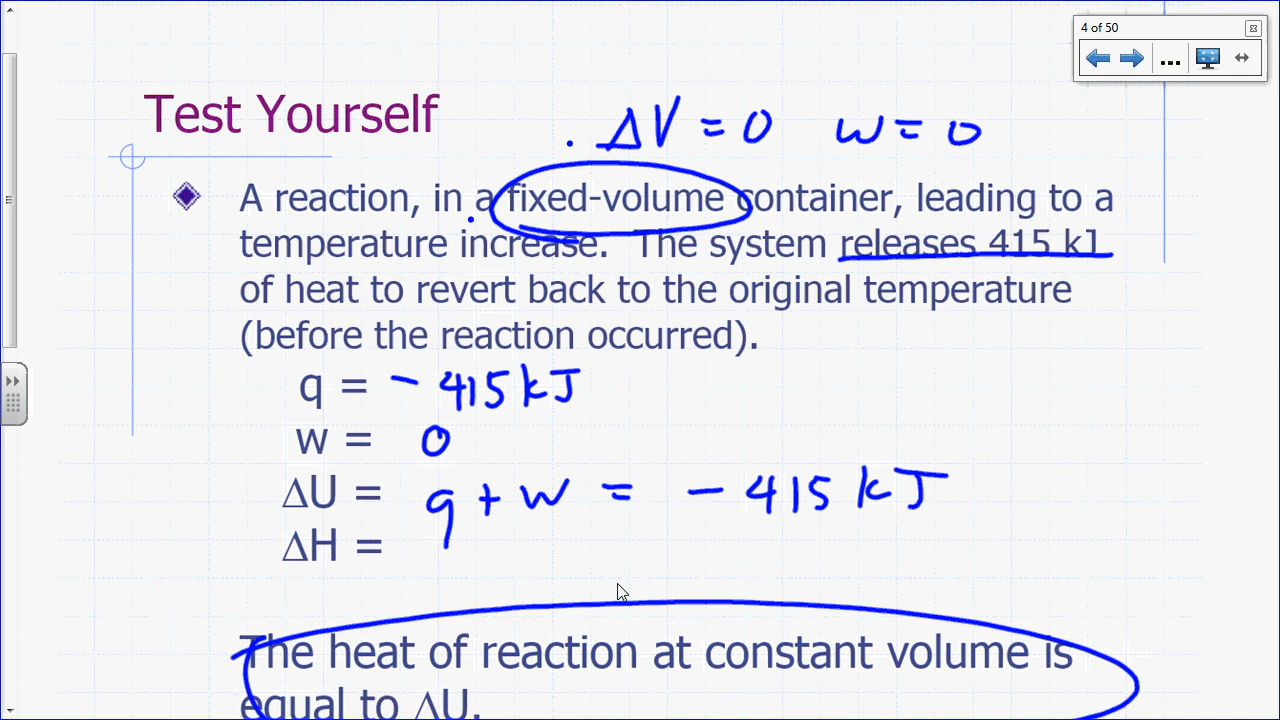 4 of 50
...
Test Yourself
ΔV = 0 w = 0
A reaction, in a fixed-volume container, leading to a
temperature increase. The system releases 415 kJ
of heat to revert back to the original temperature
(before the reaction occurred).
q = - 415 kJ
w = 0
ΔU = q + w = - 415 kJ
ΔH =
The heat of reaction at constant volume is
equal to ΔU.